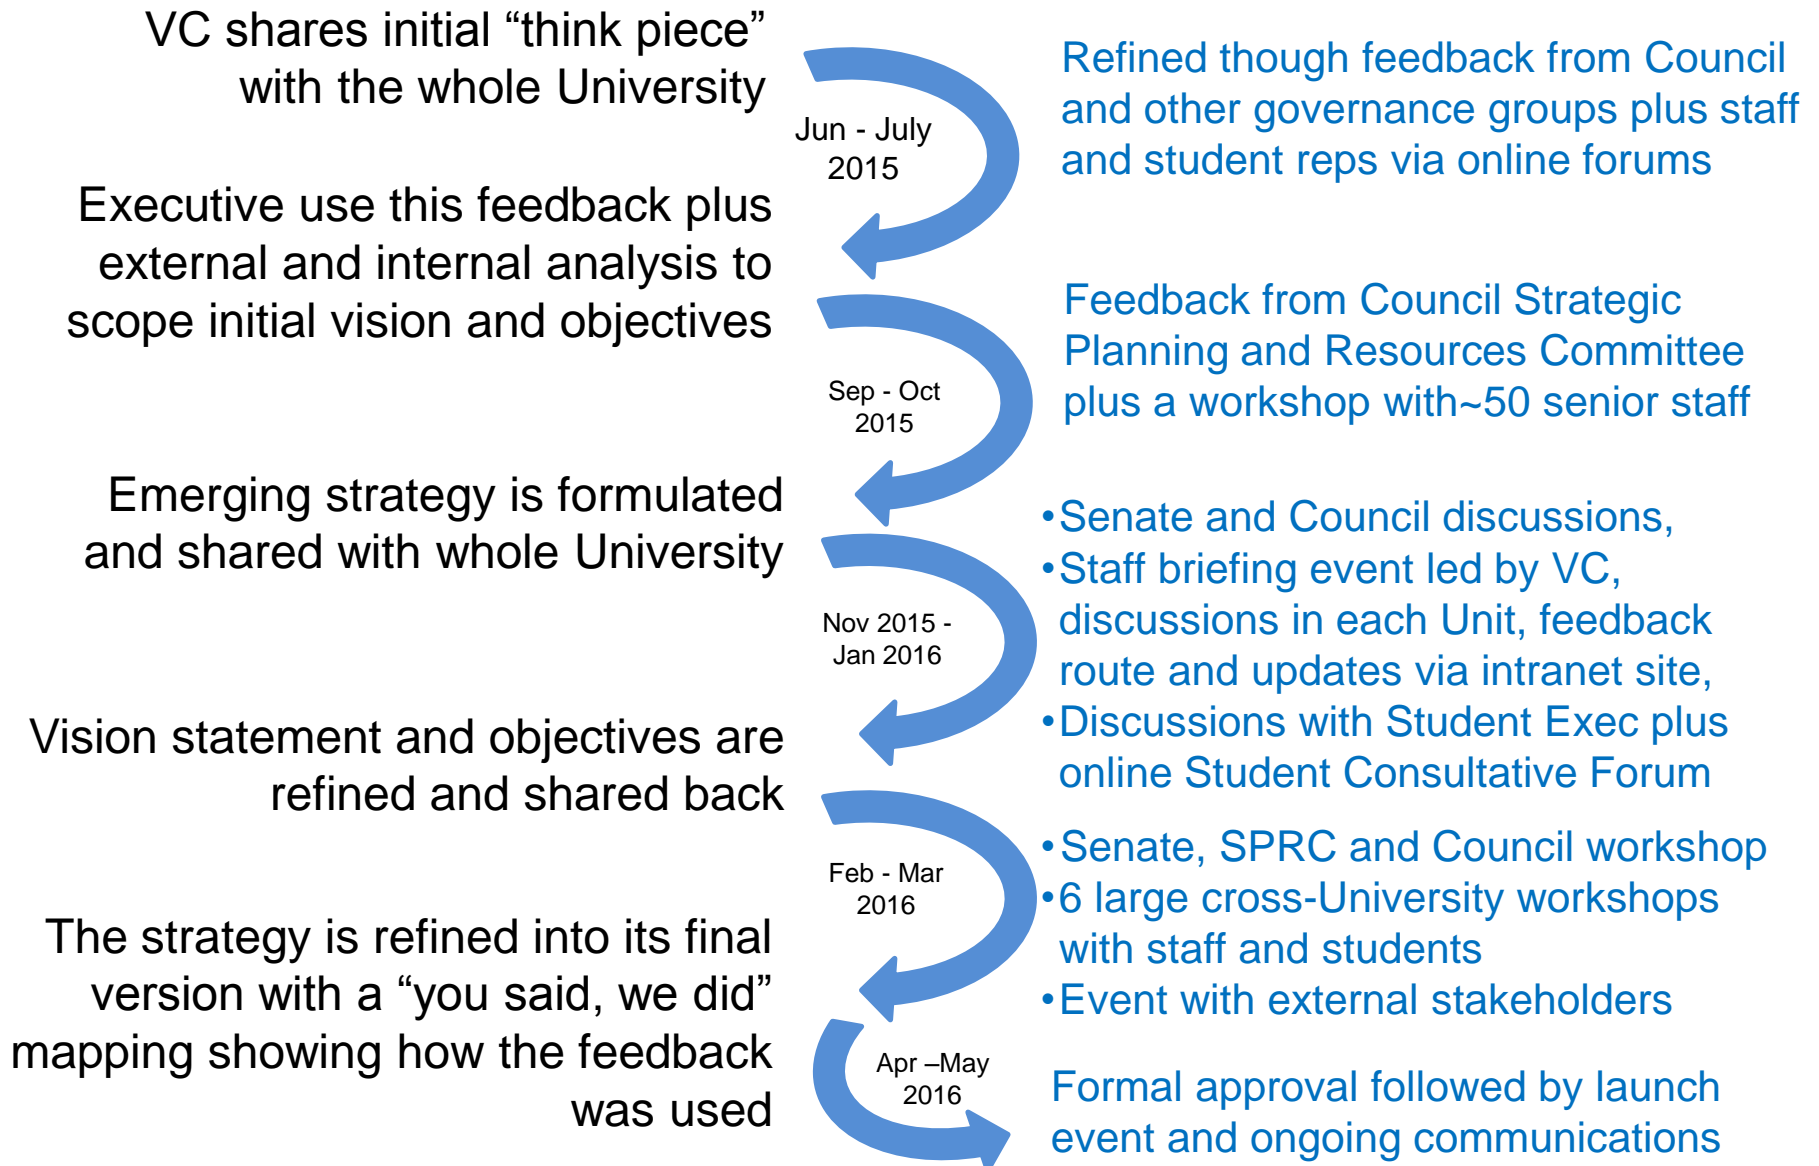 VC shares initial “think piece”
with the whole University
Jun - July
2015
Refined though feedback from Council
and other governance groups plus staff
and student reps via online forums
Executive use this feedback plus
external and internal analysis to
scope initial vision and objectives
Sep - Oct
2015
Feedback from Council Strategic
Planning and Resources Committee
plus a workshop with~50 senior staff
Emerging strategy is formulated
and shared with whole University
Nov 2015 -
Jan 2016
•Senate and Council discussions,
•Staff briefing event led by VC,
discussions in each Unit, feedback
route and updates via intranet site,
•Discussions with Student Exec plus
online Student Consultative Forum
Vision statement and objectives are
refined and shared back
Feb - Mar
2016
•Senate, SPRC and Council workshop
•6 large cross-University workshops
with staff and students
•Event with external stakeholders
The strategy is refined into its final
version with a “you said, we did”
mapping showing how the feedback
was used
Apr –May
2016
Formal approval followed by launch
event and ongoing communications